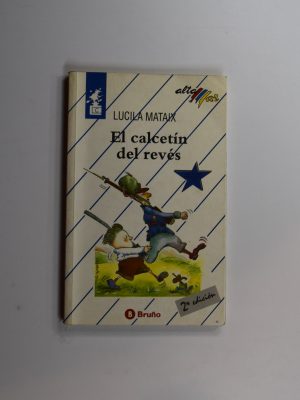 alta
mar
LUCILA MATAIX
El calcetín
del revés
2ª edición
B Bruño